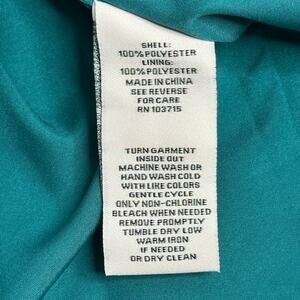 SHELL:
100%POLYESTER
LINING:
100%POLYESTER
MADE IN CHINA
SEE REVERSE
FOR CARE
RN 103715
TURN GARMENT
INSIDE OUT
MACHINE WASH OR
HAND WASH COLD
WITH LIKE COLORS
GENTLE CYCLE
ONLY NON-CHLORINE
BLEACH WHEN NEEDED
REMOVE PROMPTLY
TUMBLE DRY LOW
WARM IRON
IF NEEDED
OR DRY CLEAN